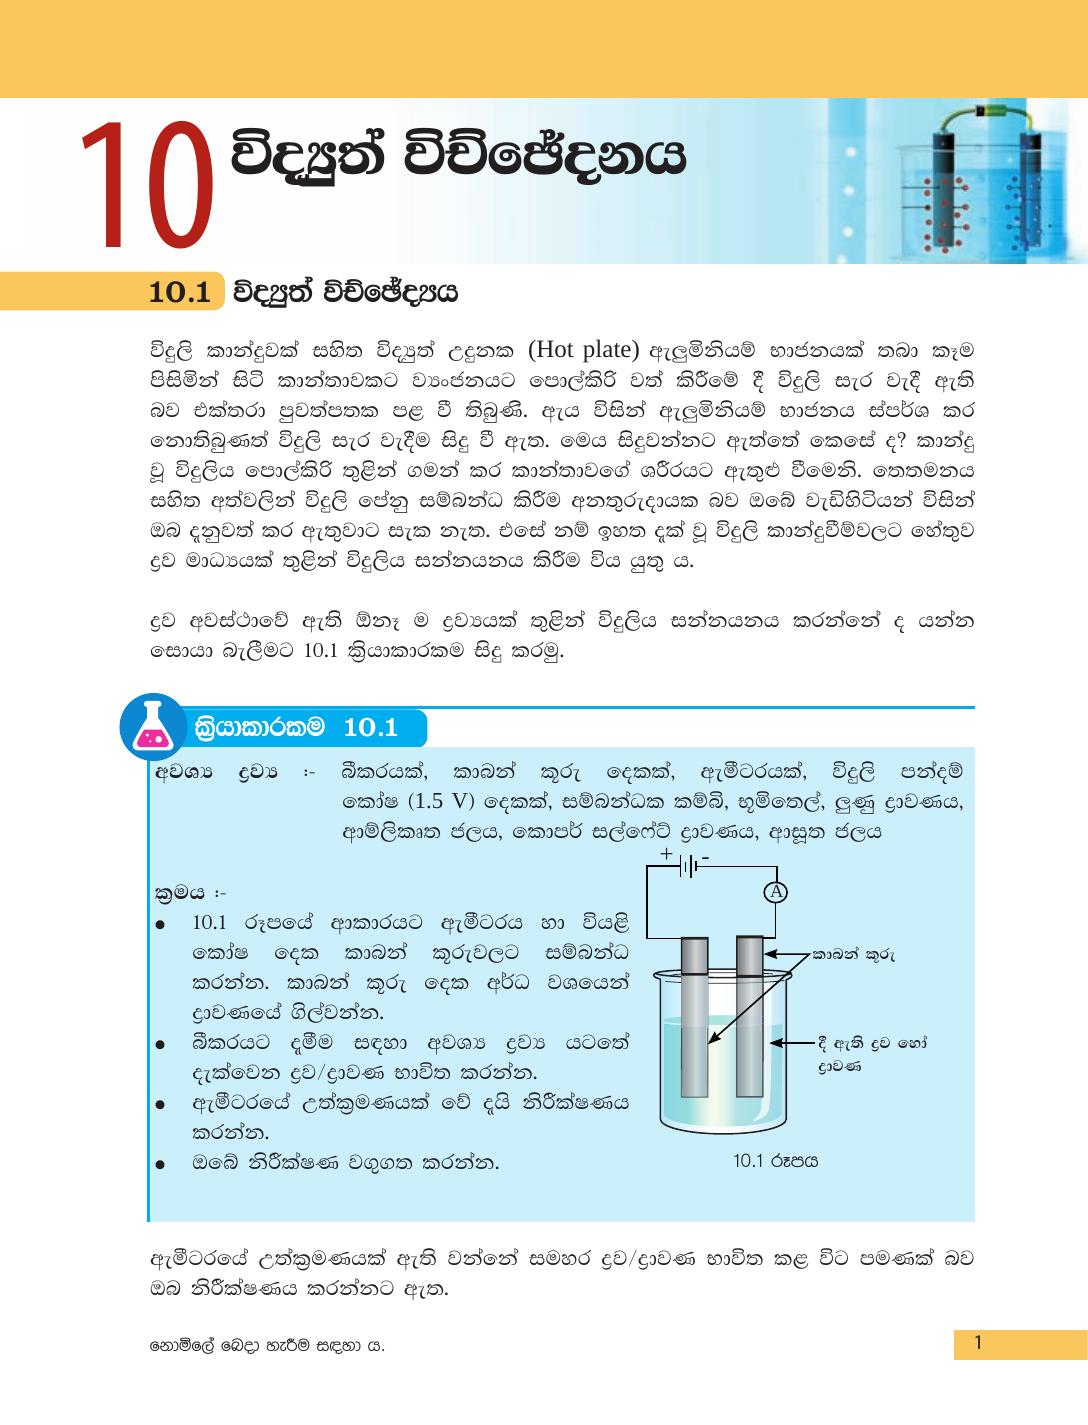 10 විද්‍යුත් විච්ඡේදනය
10.1 විද්‍යුත් විච්ඡේද්‍යය
විදුලි කාන්දුවක් සහිත විද්‍යුත් උදුනක (Hot plate) ඇලුමිනියම් භාජනයක් තබා කෑම
පිසිමින් සිටි කාන්තාවකට ව්‍යංජනයට පොල්කිරි වත් කිරීමේ දී විදුලි සැර වැදී ඇති
බව එක්තරා පුවත්පතක පළ වී තිබුණි. ඇය විසින් ඇලුමිනියම් භාජනය ස්පර්ශ කර
නොතිබුණත් විදුලි සැර වැදීම සිදු වී ඇත. මෙය සිදුවන්නට ඇත්තේ කෙසේ ද? කාන්දු
වූ විදුලිය පොල්කිරි තුළින් ගමන් කර කාන්තාවගේ ශරීරයට ඇතුළු වීමෙනි. තෙතමනය
සහිත අත්වලින් විදුලි පේනු සම්බන්ධ කිරීම අනතුරුදායක බව ඔබේ වැඩිහිටියන් විසින්
ඔබ දැනුවත් කර ඇතුවාට සැක නැත. එසේ නම් ඉහත දැක් වූ විදුලි කාන්දුවීම්වලට හේතුව
ද්‍රව මාධ්‍යයක් තුළින් විදුලිය සන්නයනය කිරීම විය යුතු ය.
ද්‍රව අවස්ථාවේ ඇති ඕනෑ ම ද්‍රව්‍යයක් තුළින් විදුලිය සන්නයනය කරන්නේ ද යන්න
සොයා බැලීමට 10.1 ක්‍රියාකාරකම සිදු කරමු.
ක්‍රියාකාරකම 10.1
අවශ්‍ය ද්‍රව්‍ය :- බීකරයක්, කාබන් කූරු දෙකක්, ඇමීටරයක්, විදුලි පන්දම්
කෝෂ (1.5 V) දෙකක්, සම්බන්ධක කම්බි, භූමිතෙල්, ලුණු ද්‍රාවණය,
ආම්ලිකෘත ජලය, කොපර් සල්ෆේට් ද්‍රාවණය, ආසූත ජලය
ක්‍රමය :-
• 10.1 රූපයේ ආකාරයට ඇමීටරය හා වියළි
කෝෂ දෙක කාබන් කූරුවලට සම්බන්ධ
කරන්න. කාබන් කූරු දෙක අර්ධ වශයෙන්
ද්‍රාවණයේ ගිල්වන්න.
• බීකරයට දැමීම සඳහා අවශ්‍ය ද්‍රව්‍ය යටතේ
දැක්වෙන ද්‍රව/ද්‍රාවණ භාවිත කරන්න.
• ඇමීටරයේ උත්ක්‍රමණයක් වේ දැයි නිරීක්ෂණය
කරන්න.
• ඔබේ නිරීක්ෂණ වගුගත කරන්න.
+ -
A
කාබන් කූරු
දී ඇති ද්‍රව හෝ
ද්‍රාවණ
10.1 රූපය
ඇමීටරයේ උත්ක්‍රමණයක් ඇති වන්නේ සමහර ද්‍රව/ද්‍රාවණ භාවිත කළ විට පමණක් බව
ඔබ නිරීක්ෂණය කරන්නට ඇත.
නොමිලේ බෙදා හැරීම සඳහා ය.
1